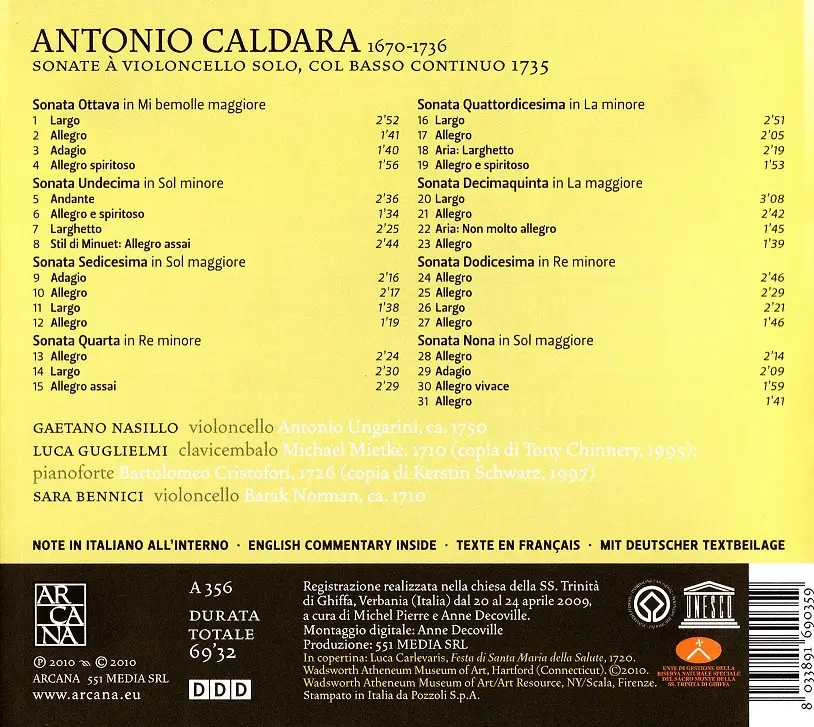 ANTONIO CALDARA 1670-1736
SONATE À VIOLONCELLO SOLO, COL BASSO CONTINUO 1735
Sonata Ottava in Mi bemolle maggiore
1 Largo 2'52
2 Allegro 1'41
3 Adagio 1'40
4 Allegro spiritoso 1'56
Sonata Undecima in Sol minore
5 Andante 2'36
6 Allegro e spiritoso 1'34
7 Larghetto 2'25
8 Stil di Minuet: Allegro assai 2'44
Sonata Sedicesima in Sol maggiore
9 Adagio 2'16
10 Allegro 2'17
11 Largo 1'38
12 Allegro 1'19
Sonata Quarta in Re minore
13 Allegro 2'24
14 Largo 2'30
15 Allegro assai 2'29
Sonata Quattordicesima in La minore
16 Largo 2'51
17 Allegro 2'05
18 Aria: Larghetto 2'19
19 Allegro e spiritoso 1'53
Sonata Decimaquinta in La maggiore
20 Largo 3'08
21 Allegro 2'42
22 Aria: Non molto allegro 1'45
23 Allegro 1'39
Sonata Dodicesima in Re minore
24 Allegro 2'46
25 Allegro 2'29
26 Largo 2'21
27 Allegro 1'46
Sonata Nona in Sol maggiore
28 Allegro 2'14
29 Adagio 2'09
30 Allegro vivace 1'59
31 Allegro 1'41
GAETANO NASILLO violoncello Antonio Ungarini, ca. 1750
LUCA GUGLIELMI clavicembalo Michael Mietke, 1710 (copia di Tony Chinnery, 1995);
pianoforte Bartolomeo Cristofori, 1726 (copia di Kerstin Schwarz, 1997)
SARA BENNICI violoncello Barak Norman, ca. 1710
NOTE IN ITALIANO ALL'INTERNO · ENGLISH COMMENTARY INSIDE · TEXTE EN FRANÇAIS · MIT DEUTSCHER TEXTBEILAGE
ARCANA
℗ 2010 ~ © 2010
ARCANA 551 MEDIA SRL
www.arcana.eu
A 356
DURATA
TOTALE
69'32
DDD
Registrazione realizzata nella chiesa della SS. Trinità
di Ghiffa, Verbania (Italia) dal 20 al 24 aprile 2009,
a cura di Michel Pierre e Anne Decoville.
Montaggio digitale: Anne Decoville
Produzione: 551 MEDIA SRL
In copertina: Luca Carlevaris, Festa di Santa Maria della Salute, 1720.
Wadsworth Atheneum Museum of Art, Hartford (Connecticut). ©2010.
Wadsworth Atheneum Museum of Art/Art Resource, NY/Scala, Firenze.
Stampato in Italia da Pozzoli S.p.A.
UNESCO
ENTE DI GESTIONE DELLA
RISERVA NATURALE SPECIALE
DEL SACRO MONTE DELLA
SS. TRINITÀ DI GHIFFA
8 033891 690359